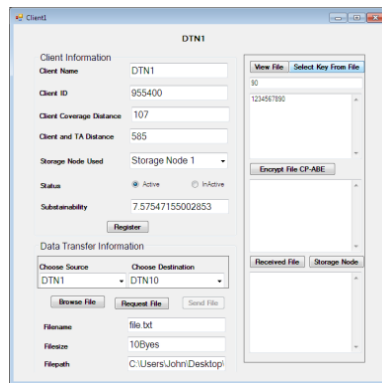 Client1
DTN1
Client Information
Client Name DTN1
Client ID 955400
Client Coverage Distance 107
Client and TA Distance 585
Storage Node Used Storage Node 1
Status Active InActive
Substainability 7.57547155002853
Register
Data Transfer Information
Choose Source Choose Destination
DTN1 DTN10
Browse File Request File Send File
Filename file.txt
Filesize 10Byes
Filepath C:\Users\John\Desktop\
View File Select Key From File
90
1234567890
Encrypt File CP-ABE
Received File Storage Node